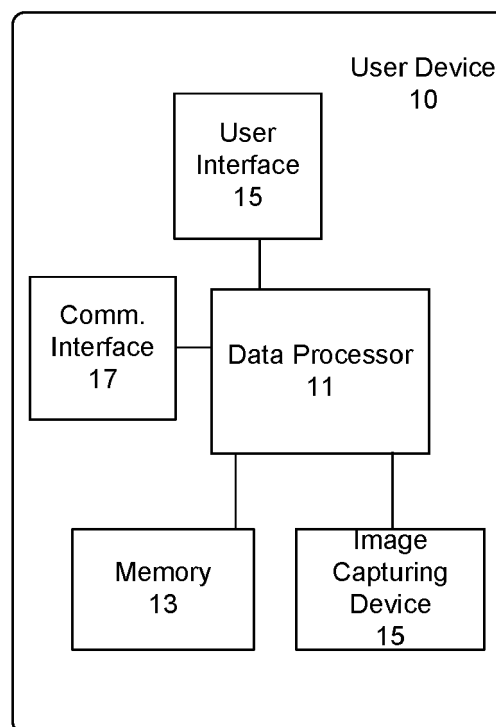 User Device
10
User
Interface
15
Comm.
Interface
17
Data Processor
11
Memory
13
Image
Capturing
Device
15